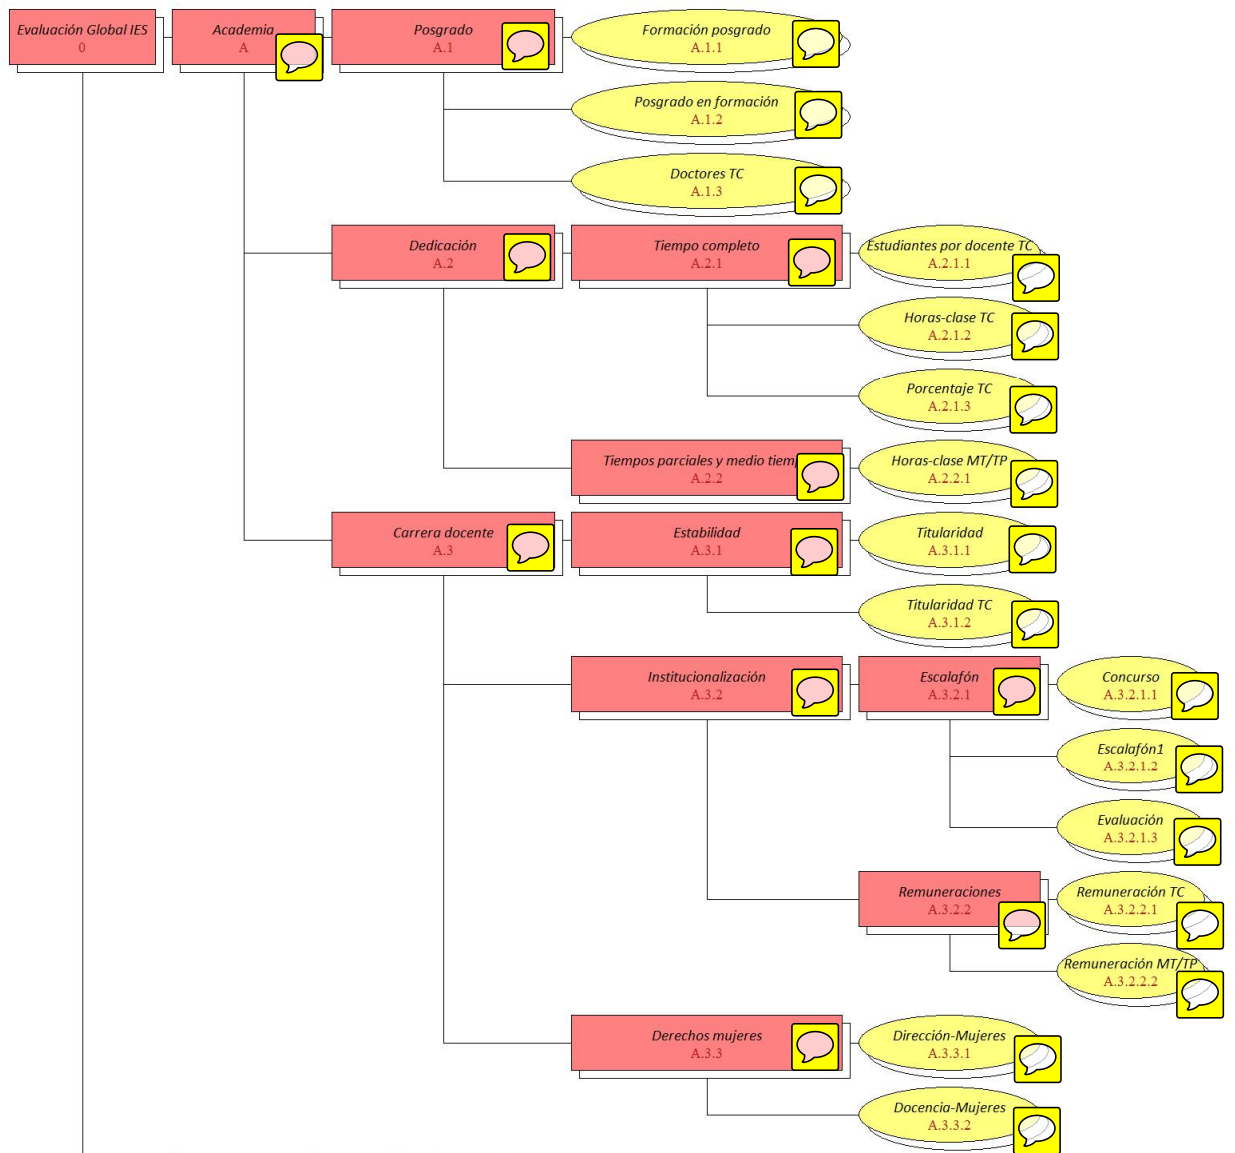 Evaluación Global IES
0
Academia
A
Posgrado
A.1
Formación posgrado
A.1.1
Posgrado en formación
A.1.2
Doctores TC
A.1.3
Dedicación
A.2
Tiempo completo
A.2.1
Estudiantes por docente TC
A.2.1.1
Horas-clase TC
A.2.1.2
Porcentaje TC
A.2.1.3
Tiempos parciales y medio
A.2.2
Horas-clase MT/TP
A.2.2.1
Carrera docente
A.3
Estabilidad
A.3.1
Titularidad
A.3.1.1
Titularidad TC
A.3.1.2
Institucionalización
A.3.2
Escalafón
A.3.2.1
Concurso
A.3.2.1.1
Escalafón1
A.3.2.1.2
Evaluación
A.3.2.1.3
Remuneraciones
A.3.2.2
Remuneración TC
A.3.2.2.1
Remuneración MT/TP
A.3.2.2.2
Derechos mujeres
A.3.3
Dirección-Mujeres
A.3.3.1
Docencia-Mujeres
A.3.3.2